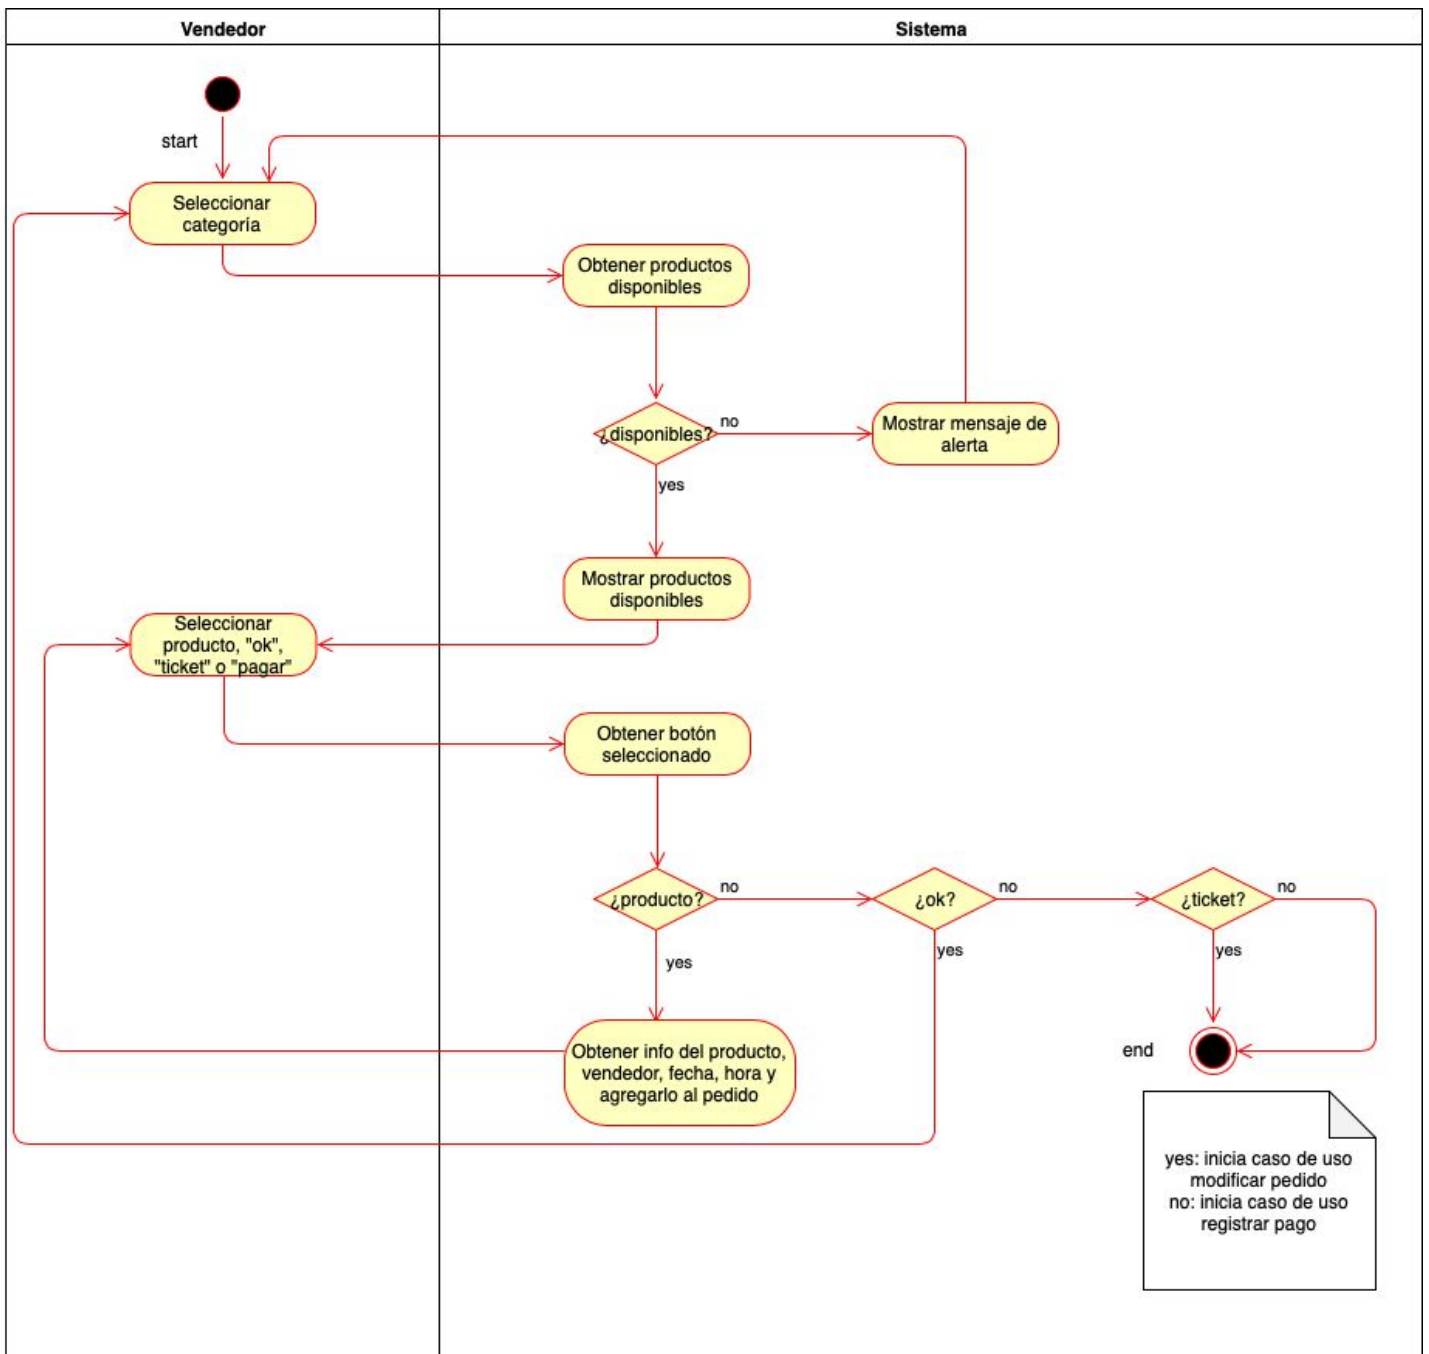 Vendedor
Sistema
start
Seleccionar
categoría
Obtener productos
disponibles
¿disponibles?
no
Mostrar mensaje de
alerta
yes
Mostrar productos
disponibles
Seleccionar
producto, "ok",
"ticket" o "pagar"
Obtener botón
seleccionado
¿producto?
no
¿ok?
no
¿ticket?
no
yes
yes
yes
Obtener info del producto,
vendedor, fecha, hora y
agregarlo al pedido
end
yes: inicia caso de uso
modificar pedido
no: inicia caso de uso
registrar pago